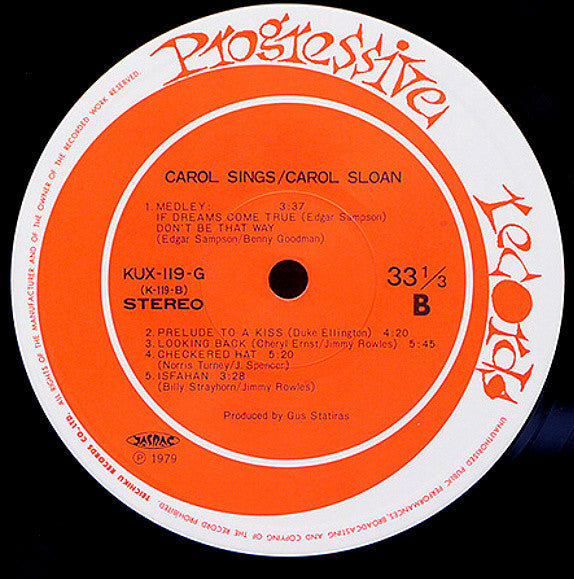 Progressive
records
CAROL SINGS/CAROL SLOAN
1. MEDLEY: 3:37
IF DREAMS COME TRUE (Edgar Sampson)
DON'T BE THAT WAY
(Edgar Sampson/Benny Goodman)
KUX-119-G
(K-119-B)
STEREO
33 1/3
B
2. PRELUDE TO A KISS (Duke Ellington) 4:20
3. LOOKING BACK (Cheryl Ernst/Jimmy Rowles) 5:45
4. CHECKERED HAT 5:20
(Norris Turney/J. Spencer)
5. ISFAHAN 3:28
(Billy Strayhorn/Jimmy Rowles)
Produced by Gus Statiras
JASRAC
Ⓟ 1979
TEICHIKU RECORDS CO., LTD. ALL RIGHTS OF THE MANUFACTURER AND OF THE OWNER OF THE RECORDED WORK RESERVED.
UNAUTHORISED PUBLIC PERFORMANCES, BROADCASTING AND COPYING OF THE RECORD PROHIBITED.